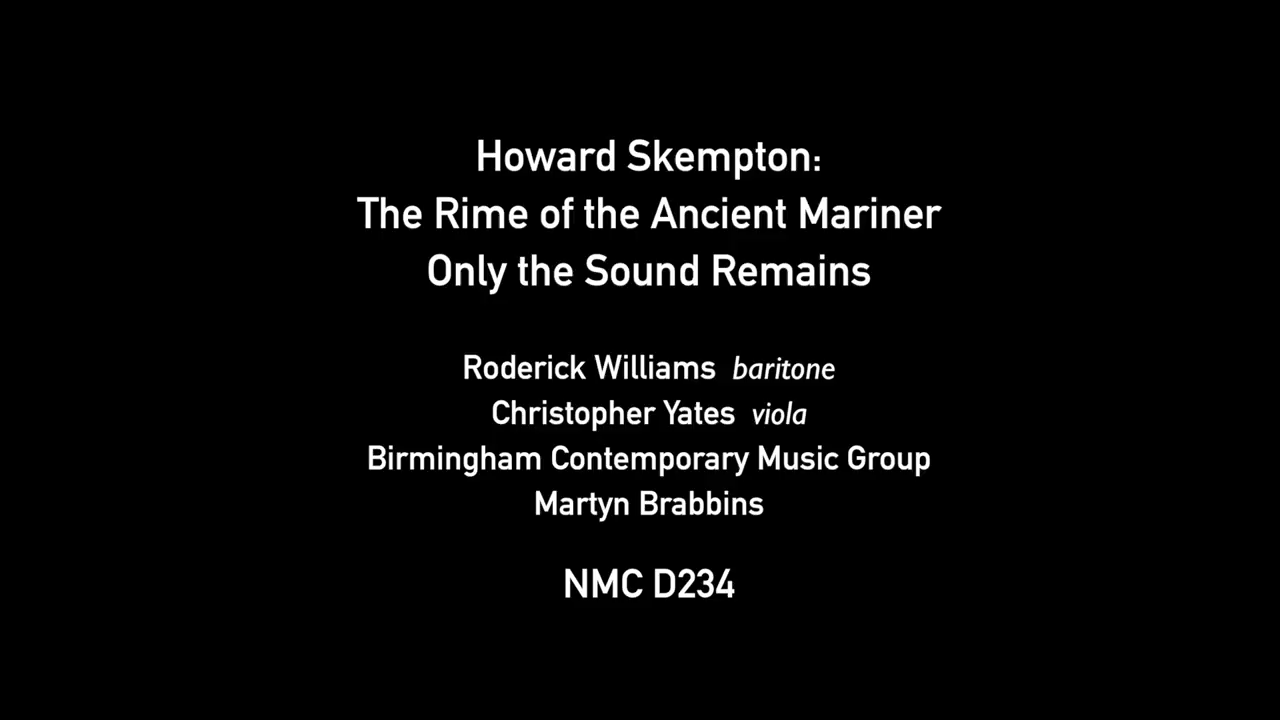 Howard Skempton:
The Rime of the Ancient Mariner
Only the Sound Remains
Roderick Williams baritone
Christopher Yates viola
Birmingham Contemporary Music Group
Martyn Brabbins
NMC D234